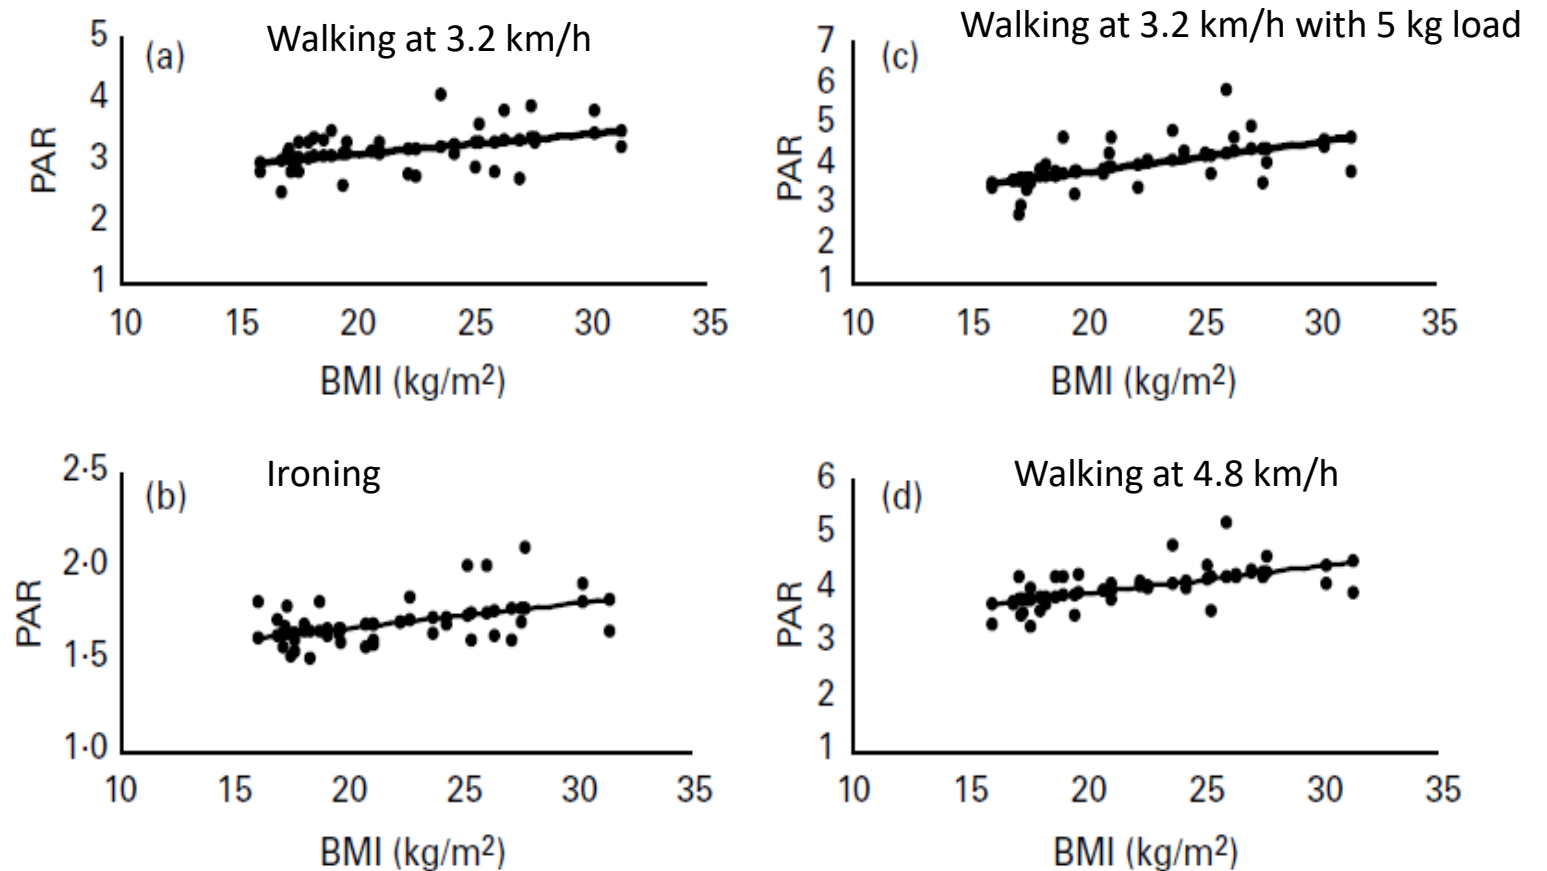 Walking at 3.2 km/h
(a)
5
4
3
2
1
PAR
10 15 20 25 30 35
BMI (kg/m²)
Walking at 3.2 km/h with 5 kg load
(c)
7
6
5
4
3
2
1
PAR
10 15 20 25 30 35
BMI (kg/m²)
Ironing
(b)
2·5
2·0
1·5
1·0
PAR
10 15 20 25 30 35
BMI (kg/m²)
Walking at 4.8 km/h
(d)
6
5
4
3
2
1
PAR
10 15 20 25 30 35
BMI (kg/m²)